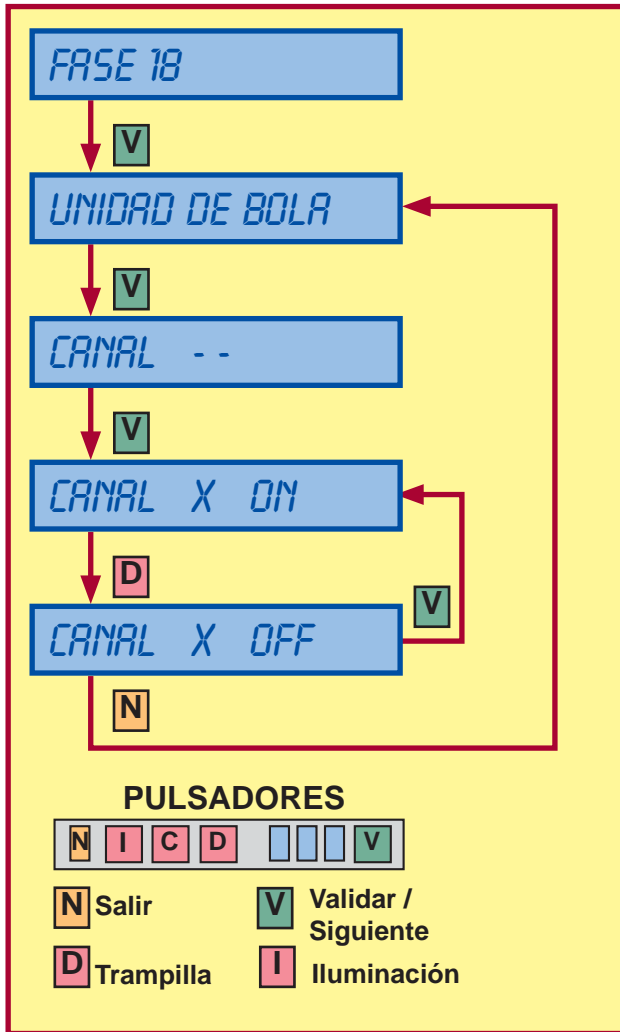 FASE 18
V
UNIDAD DE BOLA
V
CANAL --
V
CANAL X ON
D
V
CANAL X OFF
N
PULSADORES
N I C D V
N Salir
V Validar /
Siguiente
D Trampilla
I Iluminación